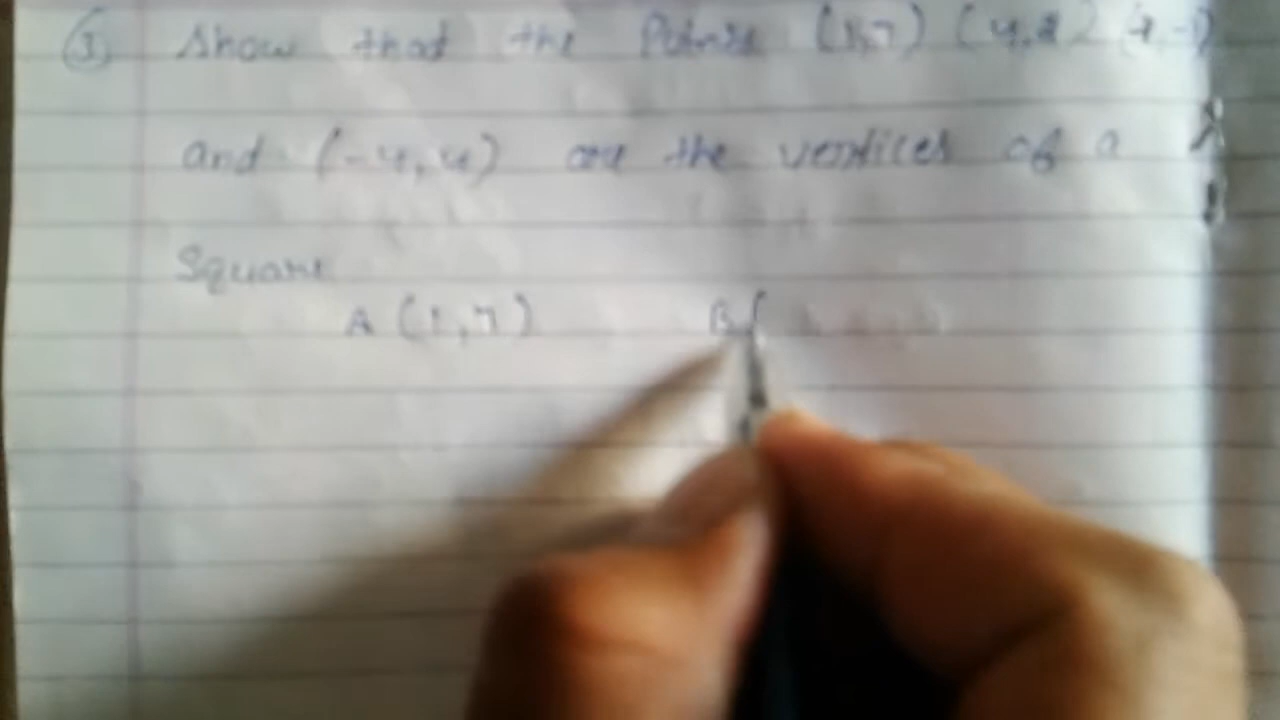 ① Show that the Points (1,7) (4,2) (-1,-1)
and (-4,4) are the vertices of a
Square
A (1,7) B(